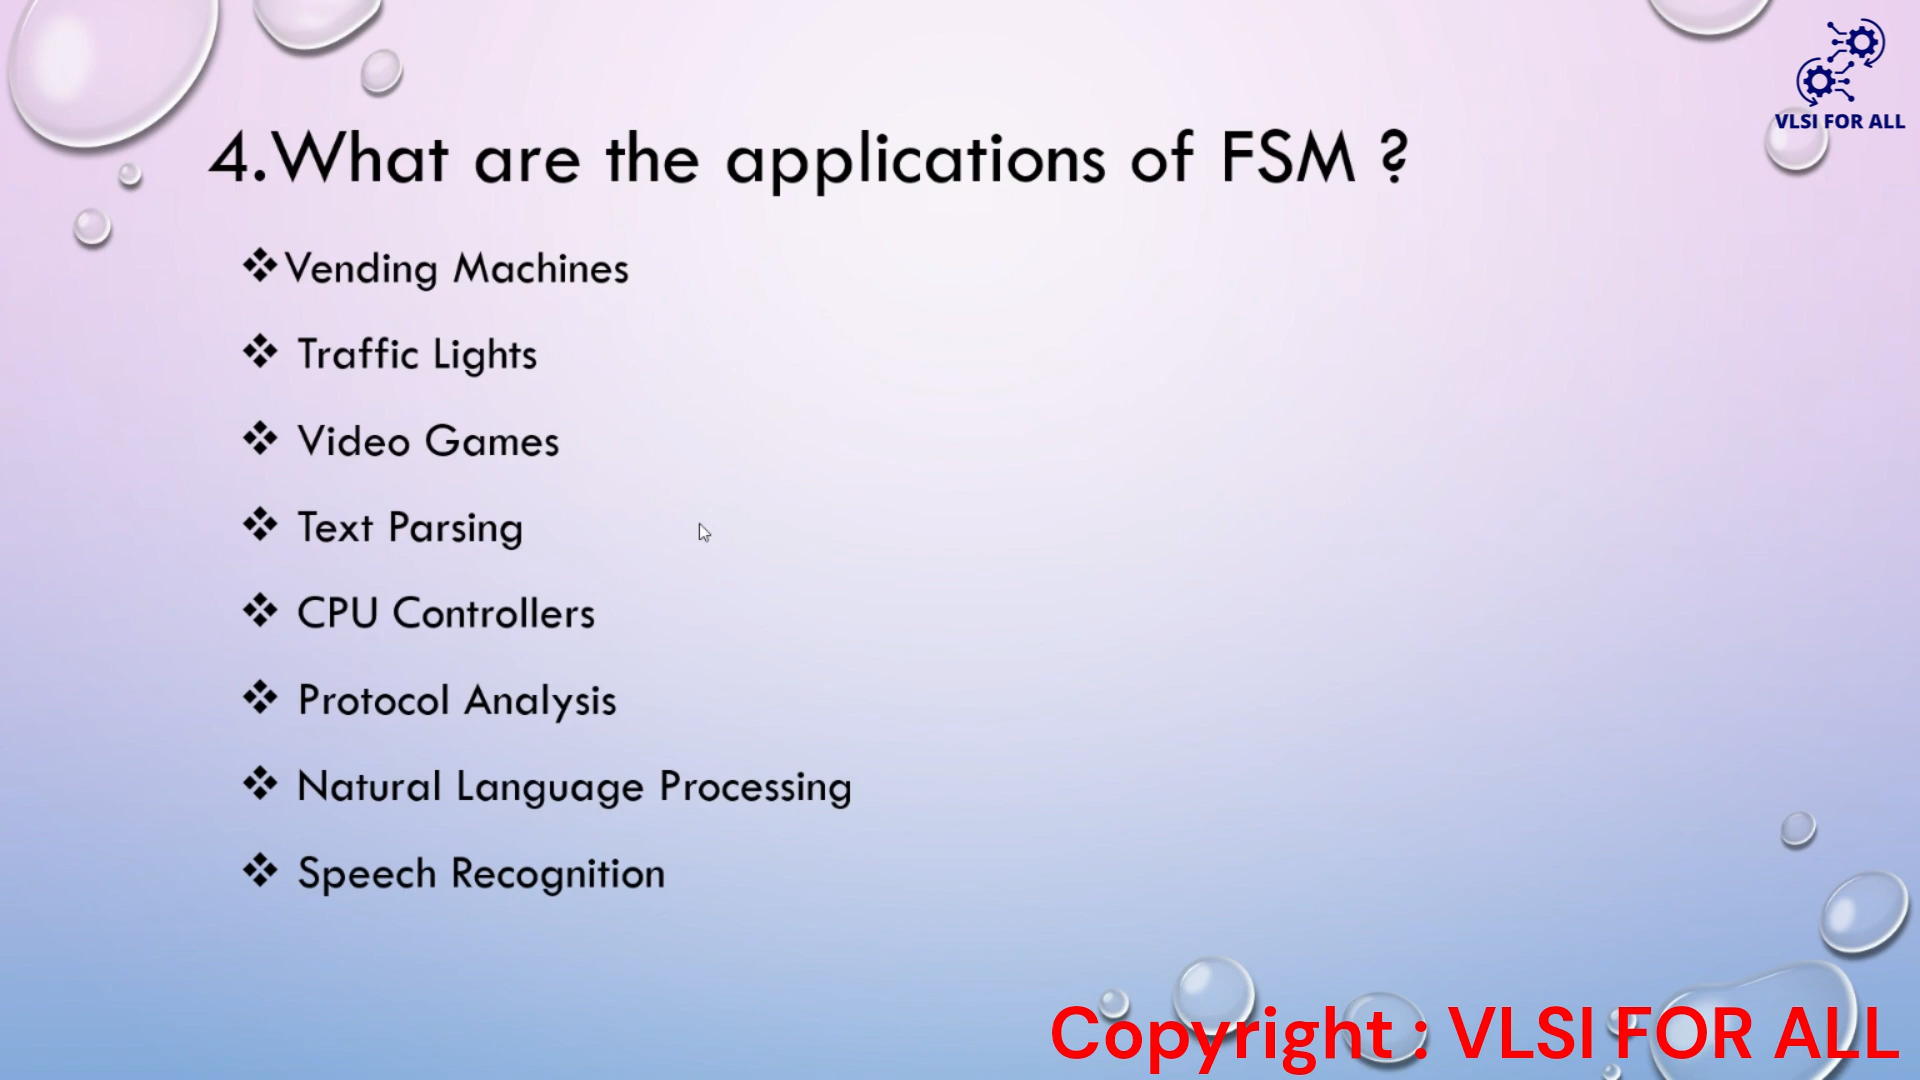 VLSI FOR ALL
4.What are the applications of FSM ?
❖Vending Machines
❖ Traffic Lights
❖ Video Games
❖ Text Parsing
❖ CPU Controllers
❖ Protocol Analysis
❖ Natural Language Processing
❖ Speech Recognition
Copyright : VLSI FOR ALL